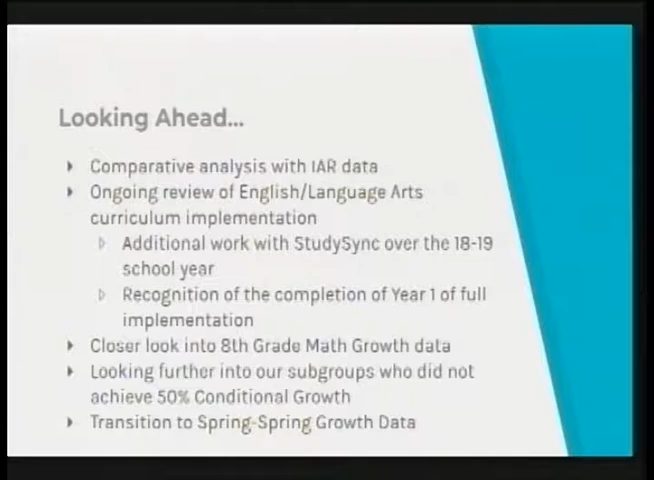 Looking Ahead...
Comparative analysis with IAR data
Ongoing review of English/Language Arts
curriculum implementation
Additional work with StudySync over the 18-19
school year
Recognition of the completion of Year 1 of full
implementation
Closer look into 8th Grade Math Growth data
Looking further into our subgroups who did not
achieve 50% Conditional Growth
Transition to Spring-Spring Growth Data